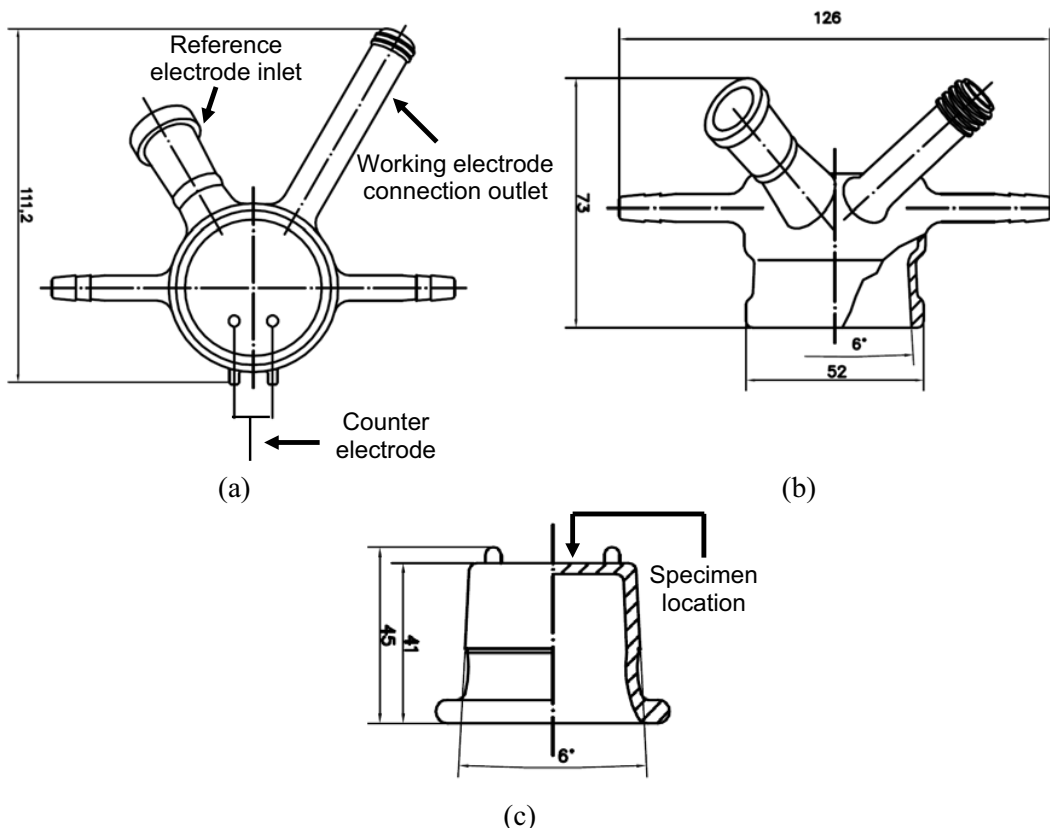 126
Reference
electrode inlet
Working electrode
connection outlet
111,2
73
6°
52
Counter
electrode
(a)
(b)
Specimen
location
45
41
6°
(c)